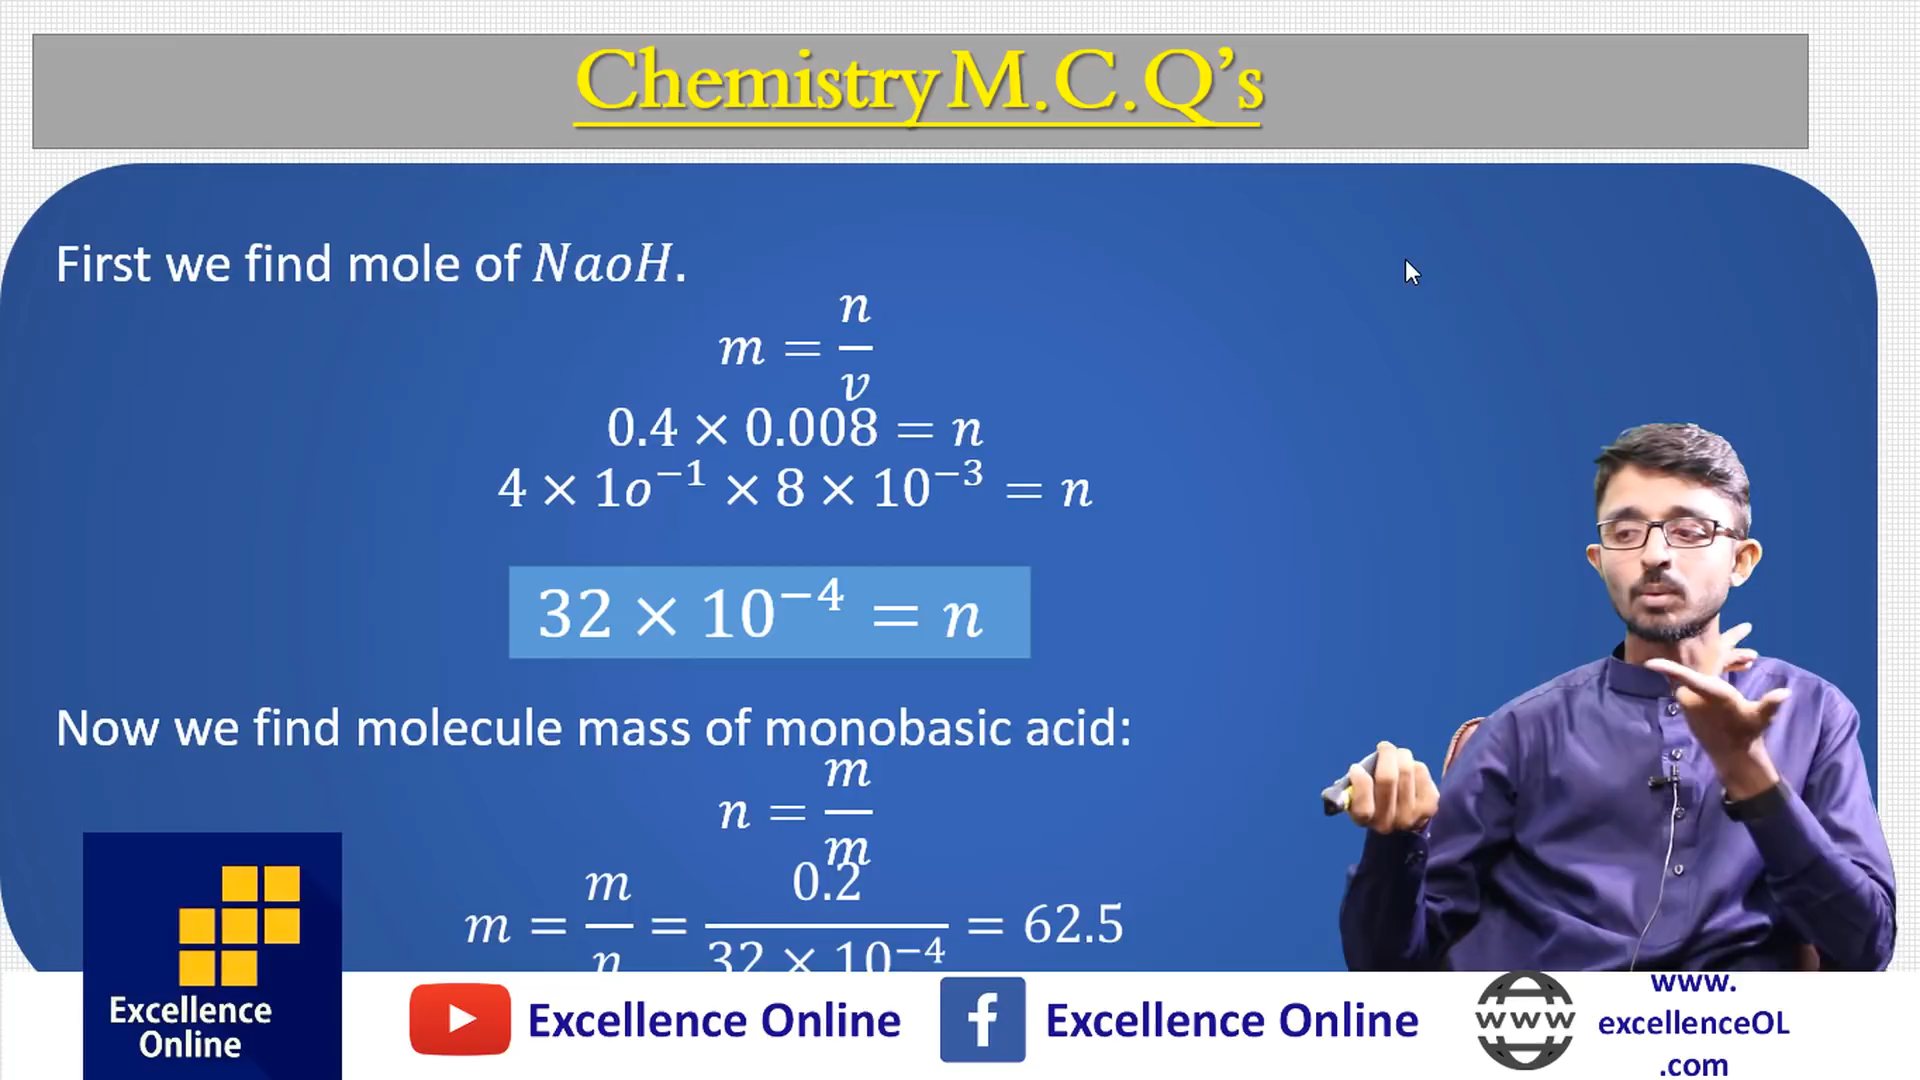 Chemistry M.C.Q's
First we find mole of NaoH.
m = n/v
0.4 × 0.008 = n
4 × 1o⁻¹ × 8 × 10⁻³ = n
32 × 10⁻⁴ = n
Now we find molecule mass of monobasic acid:
n = m/m
m = m/n = 0.2/32 × 10⁻⁴ = 62.5
Excellence
Online
Excellence Online
f
Excellence Online
www
www.
excellenceOL
.com